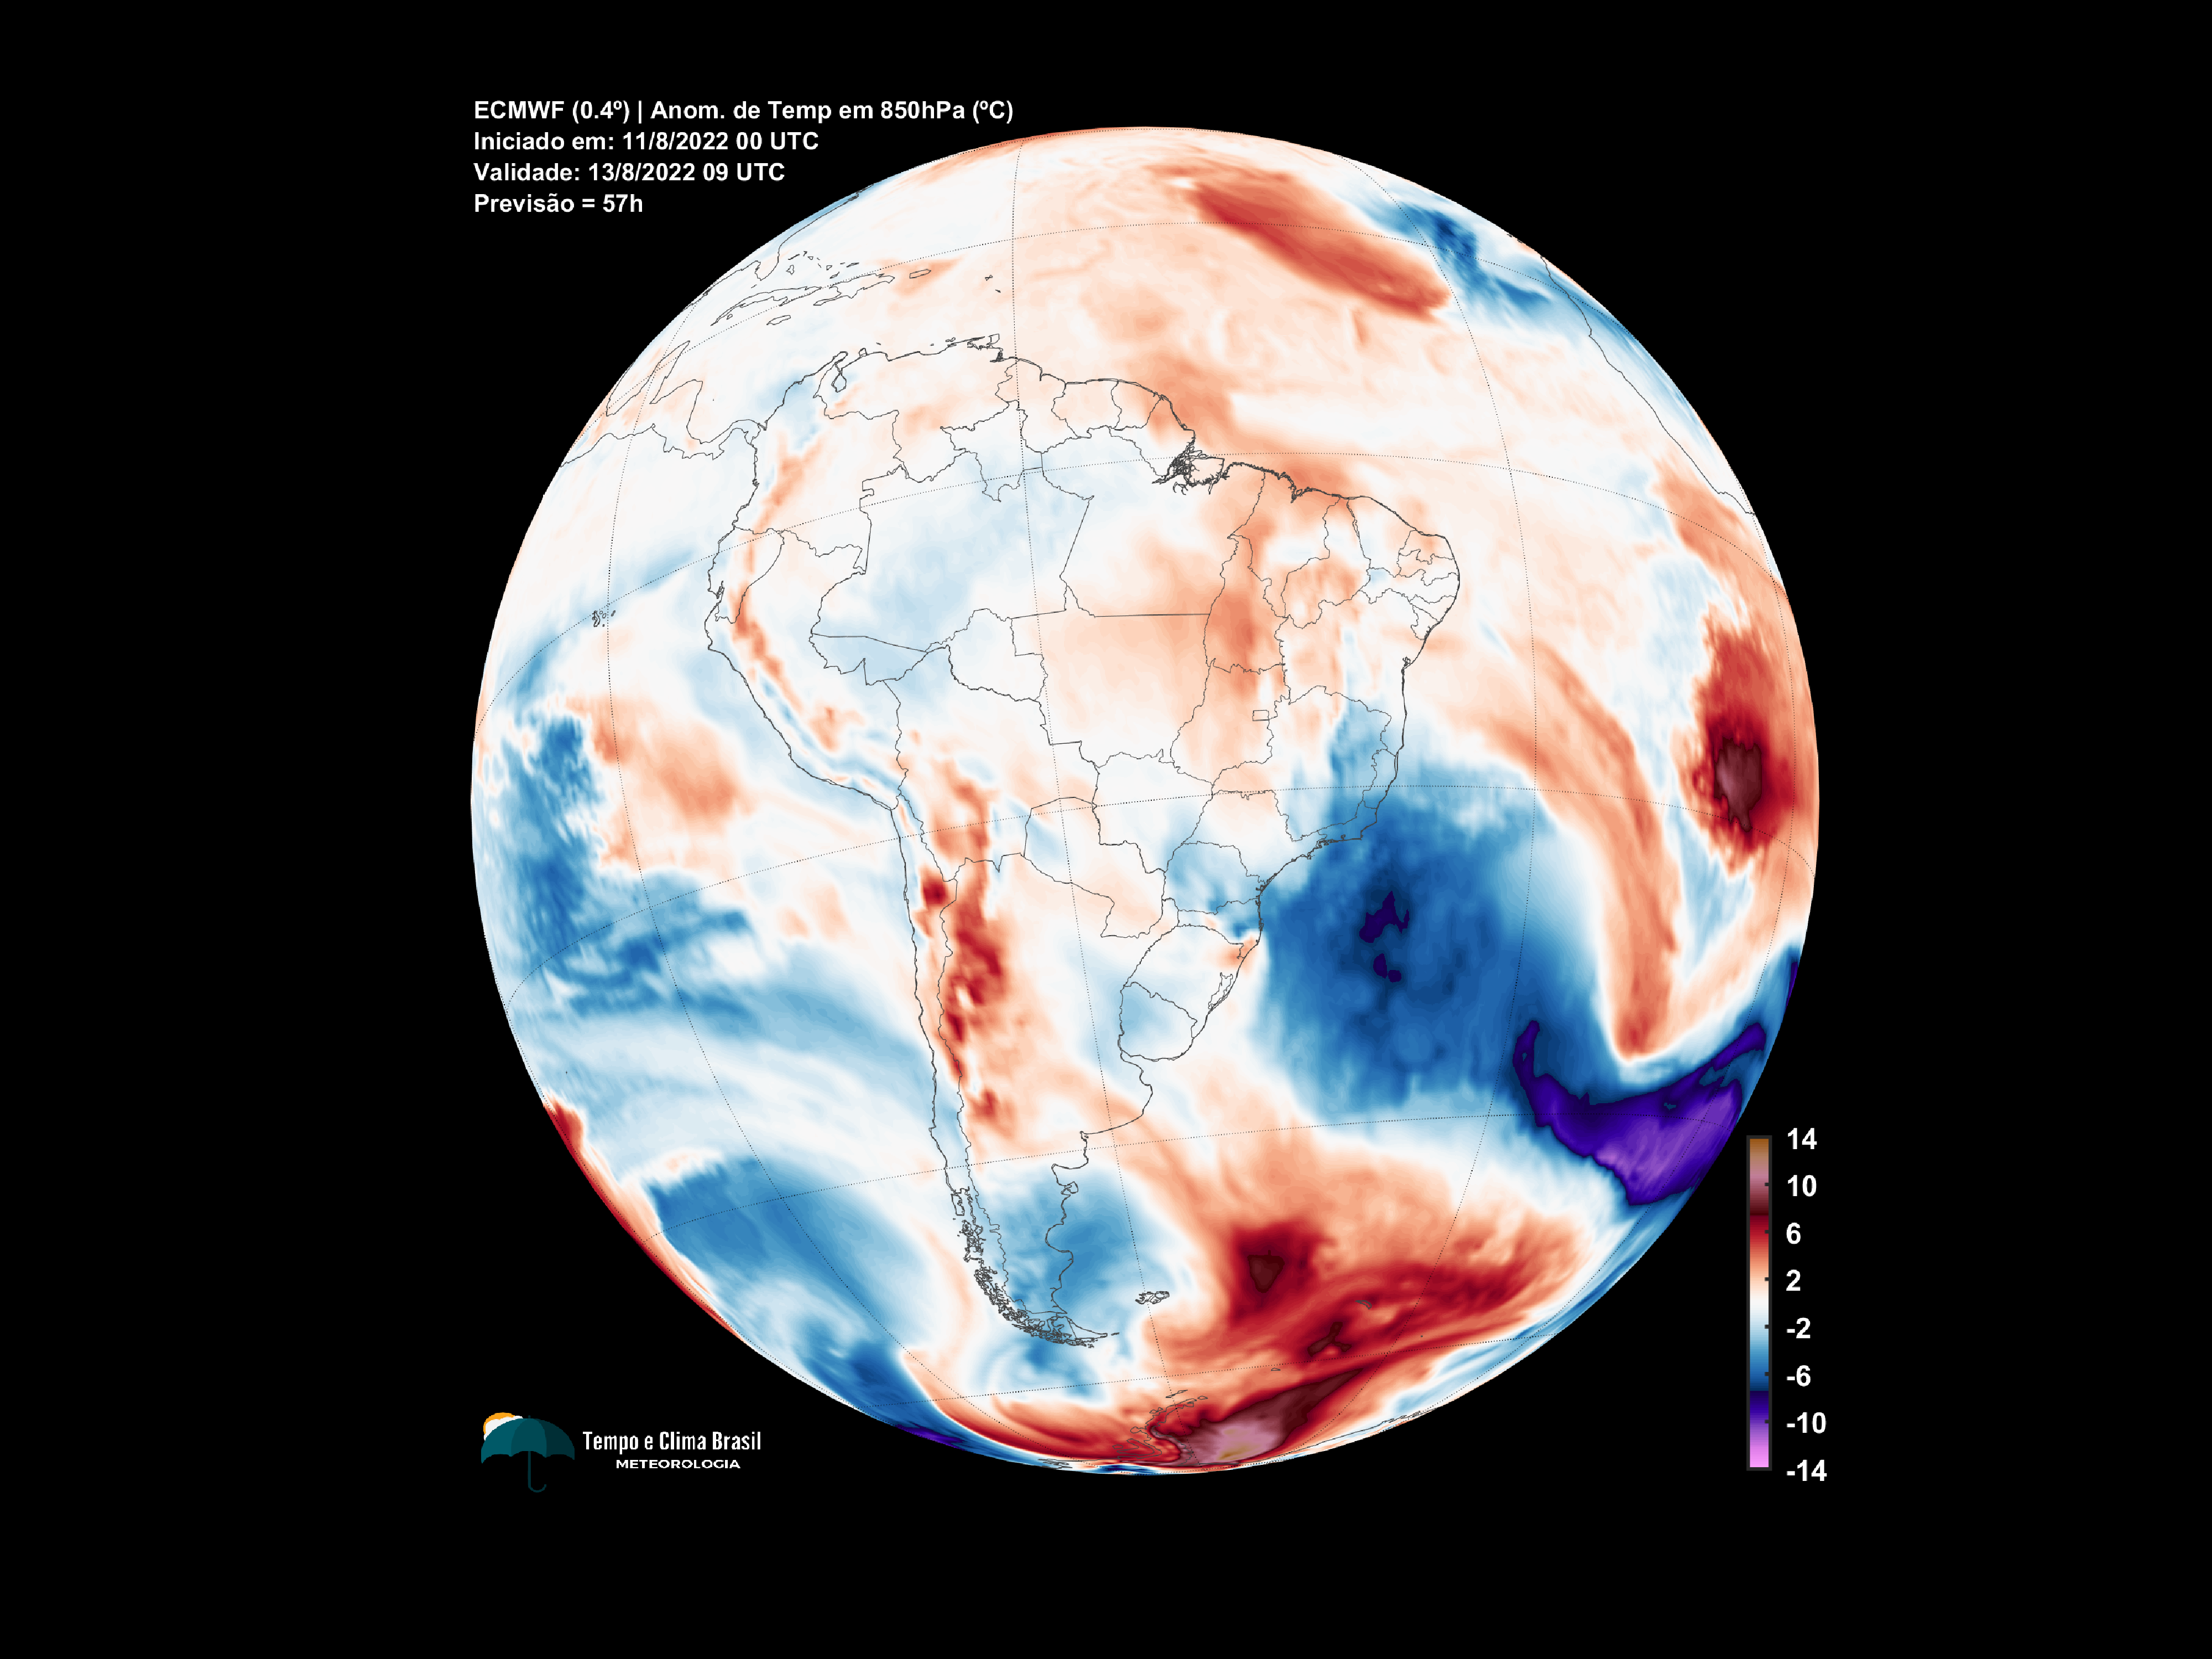 ECMWF (0.4º) | Anom. de Temp em 850hPa (ºC)
Iniciado em: 11/8/2022 00 UTC
Validade: 13/8/2022 09 UTC
Previsão = 57h
14
10
6
2
-2
-6
-10
-14
Tempo e Clima Brasil
METEOROLOGIA